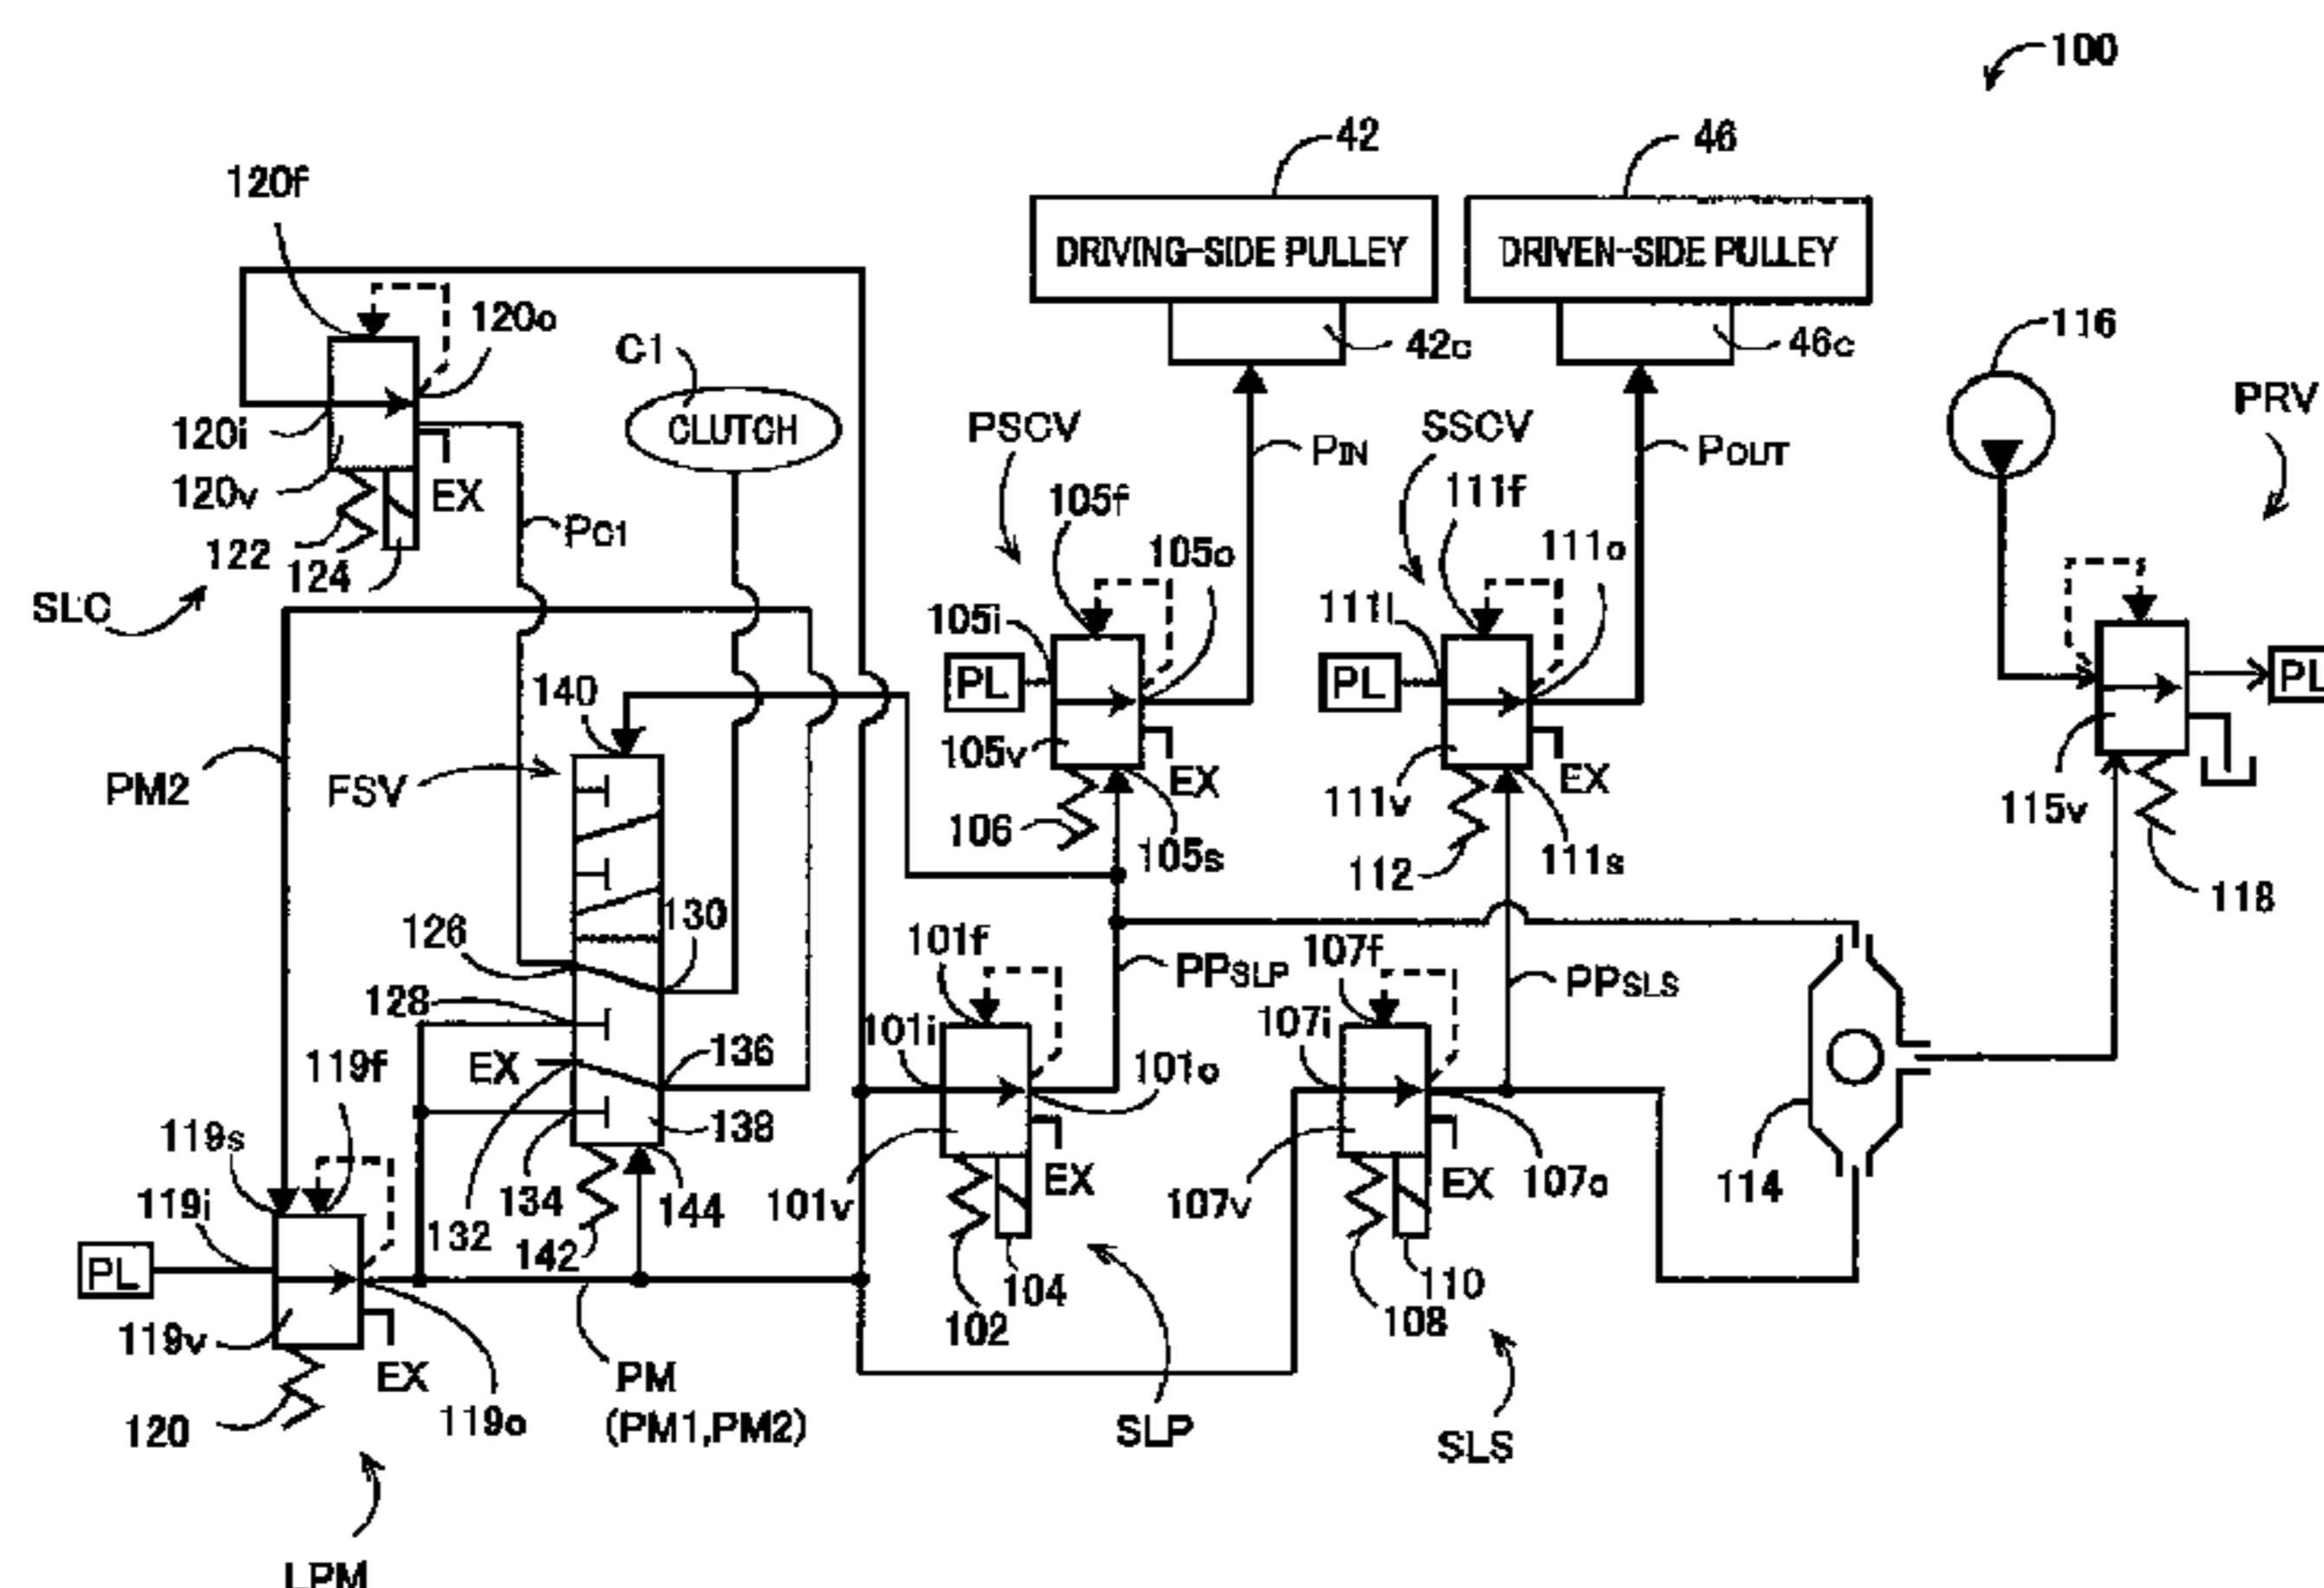 100
42
46
120f
DRIVING-SIDE PULLEY
DRIVEN-SIDE PULLEY
120o
C1
42c
46c
116
PRV
120i
CLUTCH
PSCV
SSCV
PIN
POUT
120v
EX
105f
111f
PC1
122
124
105o
111o
SLC
105i
111i
PL
PL
PL
140
PM2
FSV
105v
EX
111v
EX
115v
106
105s
112
111s
118
126
130
101f
107f
PPSLP
PPSLS
128
101i
107i
136
101o
EX
119f
138
119s
134
144
101v
EX
107v
EX
107o
114
119i
132
142
PL
104
110
102
108
119v
EX
PM
120
119o
(PM1,PM2)
SLP
SLS
LPM